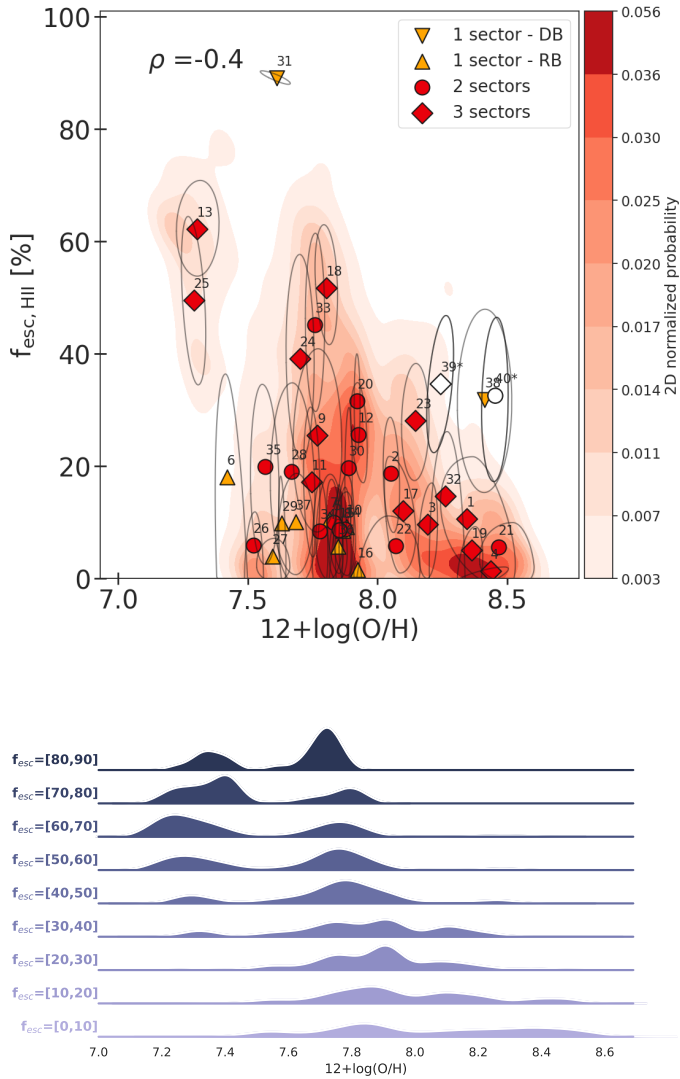 100
80
60
40
20
0
f_esc, HII [%]
ρ =-0.4
31
1 sector - DB
1 sector - RB
2 sectors
3 sectors
13
25
18
33
24
39*
38
40*
20
23
9
12
6
35
28
11
30
2
29
37
17
3
32
1
26
27
16
22
19
4
21
7.0
7.5
8.0
8.5
12+log(O/H)
0.056
0.036
0.030
0.025
0.020
0.017
0.014
0.011
0.007
0.003
2D normalized probability
f_esc=[80,90]
f_esc=[70,80]
f_esc=[60,70]
f_esc=[50,60]
f_esc=[40,50]
f_esc=[30,40]
f_esc=[20,30]
f_esc=[10,20]
f_esc=[0,10]
7.0 7.2 7.4 7.6 7.8 8.0 8.2 8.4 8.6
12+log(O/H)